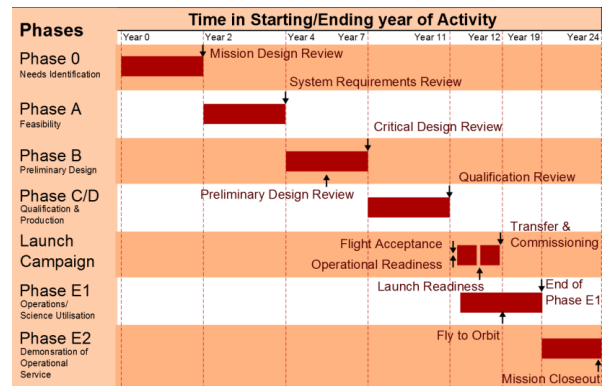 Phases
Time in Starting/Ending year of Activity
Year 0 Year 2 Year 4 Year 7 Year 11 Year 12 Year 19 Year 24
Phase 0
Needs Identification
Mission Design Review
System Requirements Review
Phase A
Feasibility
Critical Design Review
Phase B
Preliminary Design
Preliminary Design Review
Qualification Review
Phase C/D
Qualification &
Production
Transfer &
Commissioning
Launch
Campaign
Flight Acceptance
Operational Readiness
Launch Readiness
End of
Phase E1
Phase E1
Operations/
Science Utilisation
Fly to Orbit
Phase E2
Demonsration of
Operational
Service
Mission Closeout